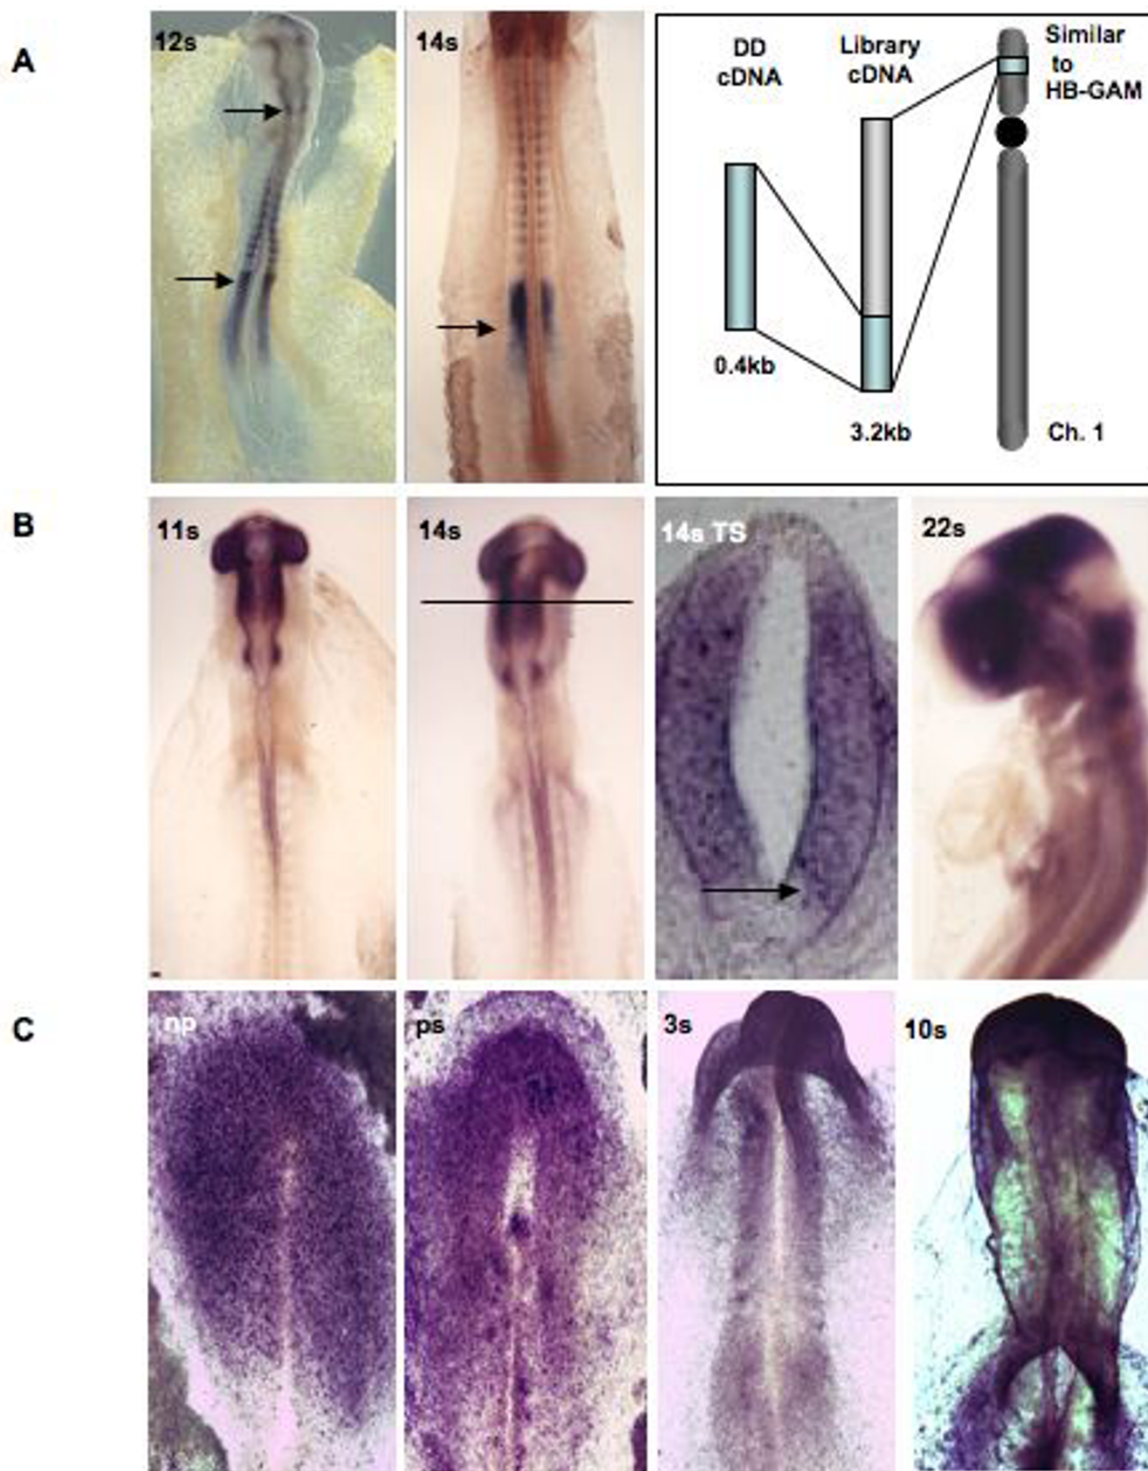 A
12s
14s
DD
cDNA
Library
cDNA
Similar
to
HB-GAM
0.4kb
3.2kb
Ch. 1
B
11s
14s
14s TS
22s
C
np
ps
3s
10s